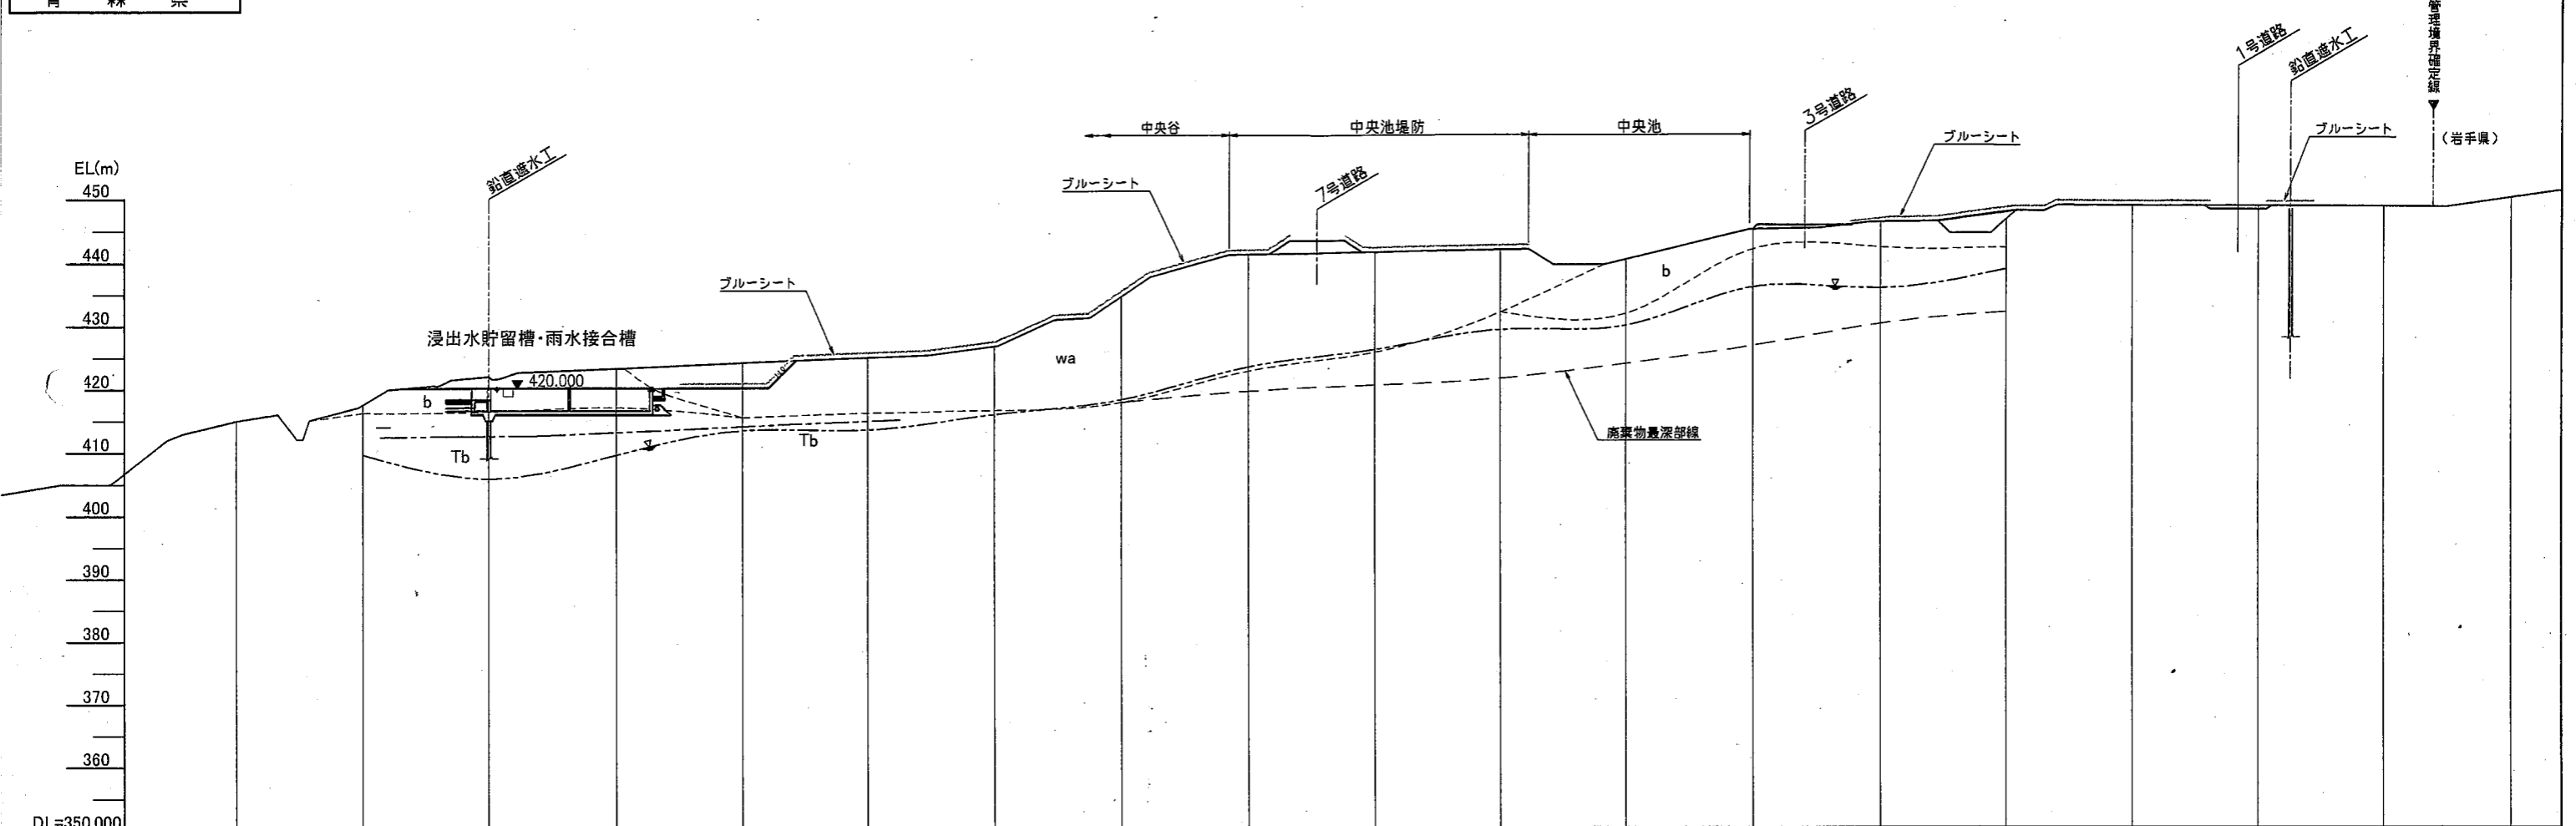 青森県
管理境界確定線
1号道路
鉛直遮水工
3号道路
中央谷
中央池堤防
中央池
ブルーシート
ブルーシート
(岩手県)
EL(m)
鉛直遮水工
7号道路
ブルーシート
450
440
b
ブルーシート
430
浸出水貯留槽・雨水接合槽
wa
420
420.000
b
廃棄物最深部線
Tb
410
Tb
400
390
380
370
360
DL=350.000